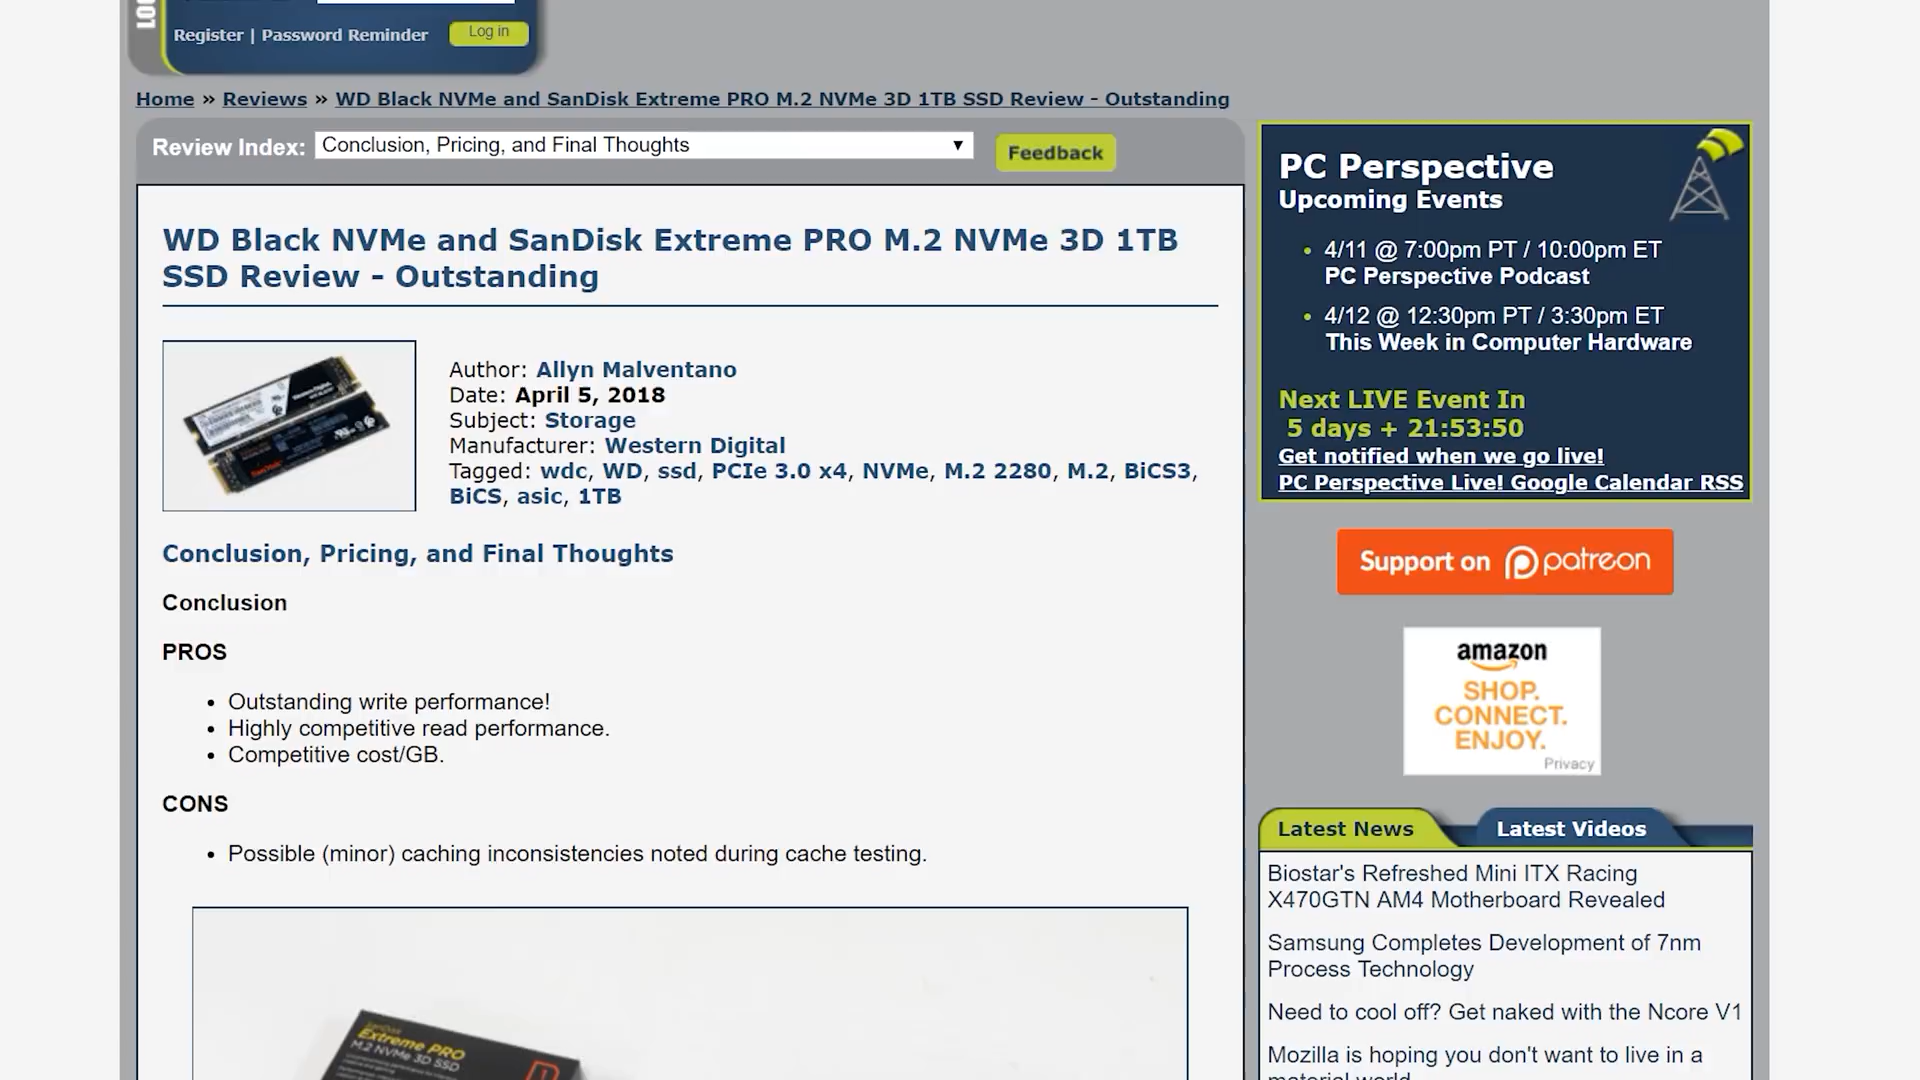 Register | Password Reminder
Log in
Home » Reviews » WD Black NVMe and SanDisk Extreme PRO M.2 NVMe 3D 1TB SSD Review - Outstanding
Review Index:
Conclusion, Pricing, and Final Thoughts
Feedback
WD Black NVMe and SanDisk Extreme PRO M.2 NVMe 3D 1TB
SSD Review - Outstanding
Author: Allyn Malventano
Date: April 5, 2018
Subject: Storage
Manufacturer: Western Digital
Tagged: wdc, WD, ssd, PCIe 3.0 x4, NVMe, M.2 2280, M.2, BiCS3,
BiCS, asic, 1TB
Conclusion, Pricing, and Final Thoughts
Conclusion
PROS
• Outstanding write performance!
• Highly competitive read performance.
• Competitive cost/GB.
CONS
• Possible (minor) caching inconsistencies noted during cache testing.
SanDisk
Extreme PRO
M.2 NVMe 3D SSD
PC Perspective
Upcoming Events
• 4/11 @ 7:00pm PT / 10:00pm ET
PC Perspective Podcast
• 4/12 @ 12:30pm PT / 3:30pm ET
This Week in Computer Hardware
Next LIVE Event In
5 days + 21:53:50
Get notified when we go live!
PC Perspective Live! Google Calendar RSS
Support on patreon
amazon
SHOP.
CONNECT.
ENJOY.
Privacy
Latest News
Latest Videos
Biostar's Refreshed Mini ITX Racing
X470GTN AM4 Motherboard Revealed
Samsung Completes Development of 7nm
Process Technology
Need to cool off? Get naked with the Ncore V1
Mozilla is hoping you don't want to live in a
material world